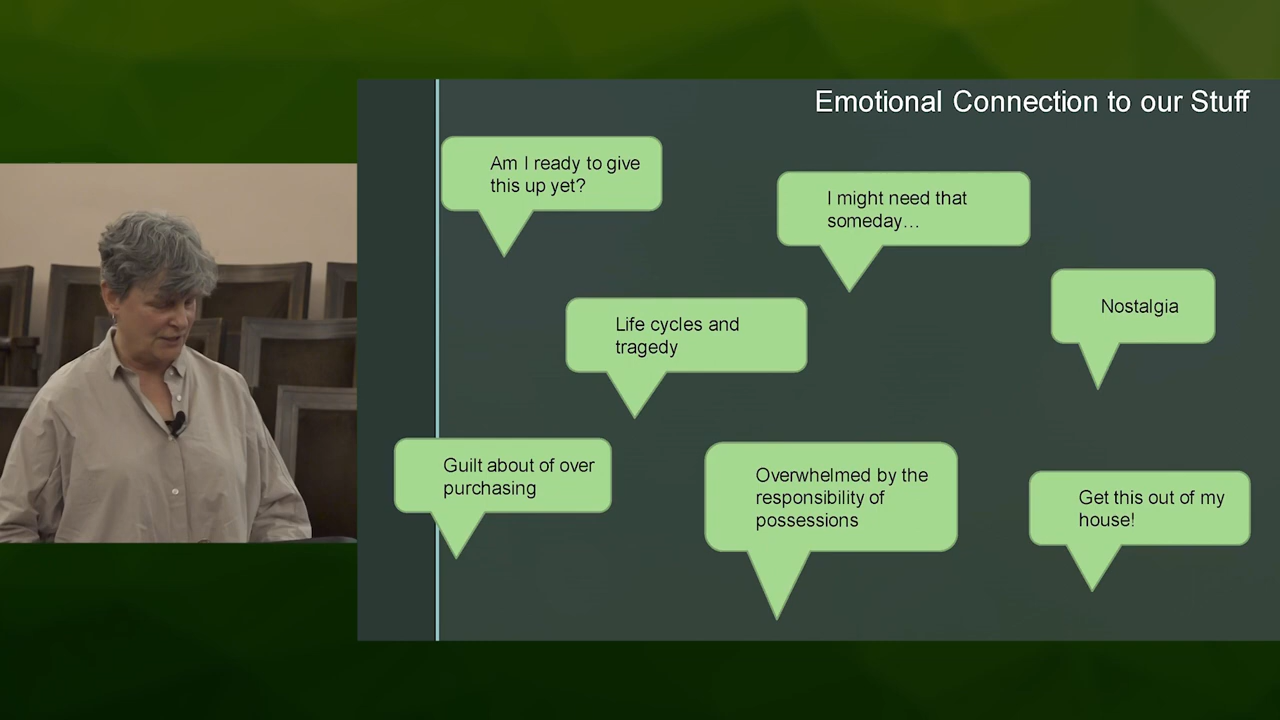 Emotional Connection to our Stuff
Am I ready to give
this up yet?
I might need that
someday…
Nostalgia
Life cycles and
tragedy
Guilt about of over
purchasing
Overwhelmed by the
responsibility of
possessions
Get this out of my
house!